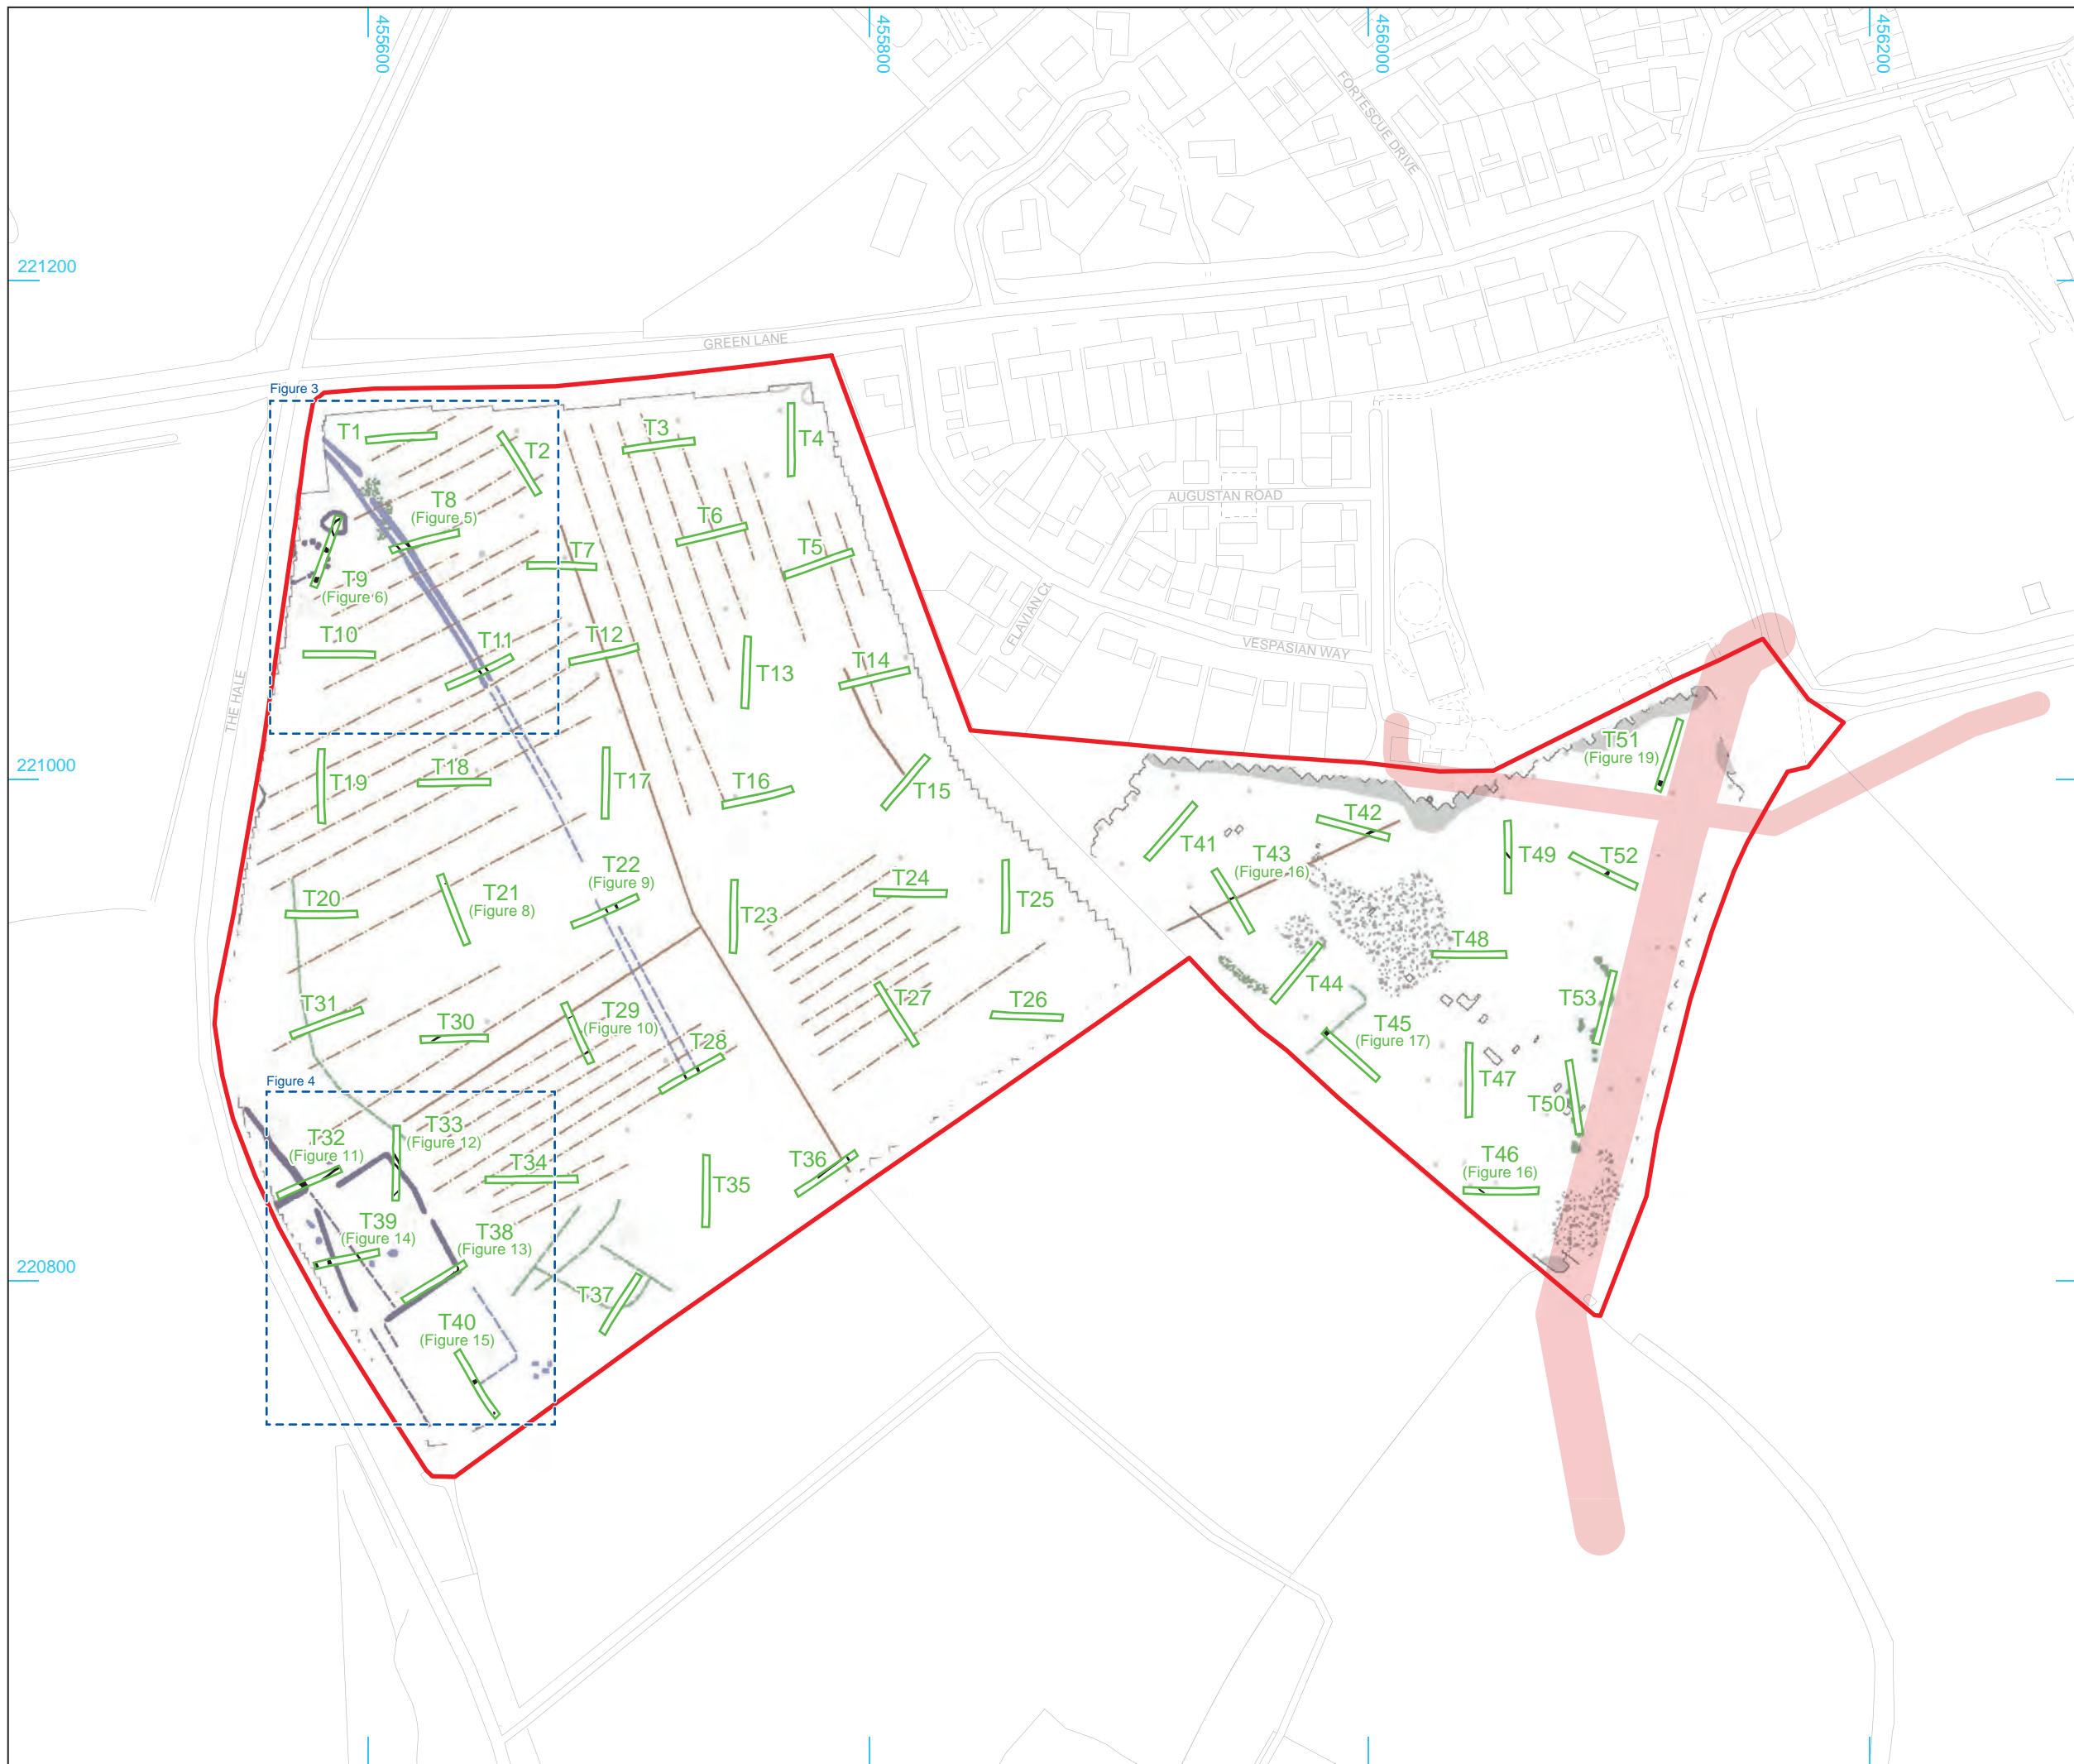 455600
455800
456000
456200
FORTESCUE DRIVE
221200
GREEN LANE
Figure 3
T1
T2
T3
T4
T8
(Figure 5)
AUGUSTAN ROAD
T6
T5
T7
T9
(Figure 6)
FLAVIAN CL
T10
T11
T12
T13
T14
VESPASIAN WAY
THE HALE
T51
(Figure 19)
221000
T19
T18
T17
T16
T15
T42
T41
T43
(Figure 16)
T49
T52
T22
(Figure 9)
T20
T21
(Figure 8)
T23
T24
T25
T48
T44
T53
T31
T30
T29
(Figure 10)
T27
T26
T45
(Figure 17)
T28
T47
Figure 4
T50
T33
(Figure 12)
T32
(Figure 11)
T34
T36
T35
T46
(Figure 16)
T39
(Figure 14)
T38
(Figure 13)
220800
T37
T40
(Figure 15)